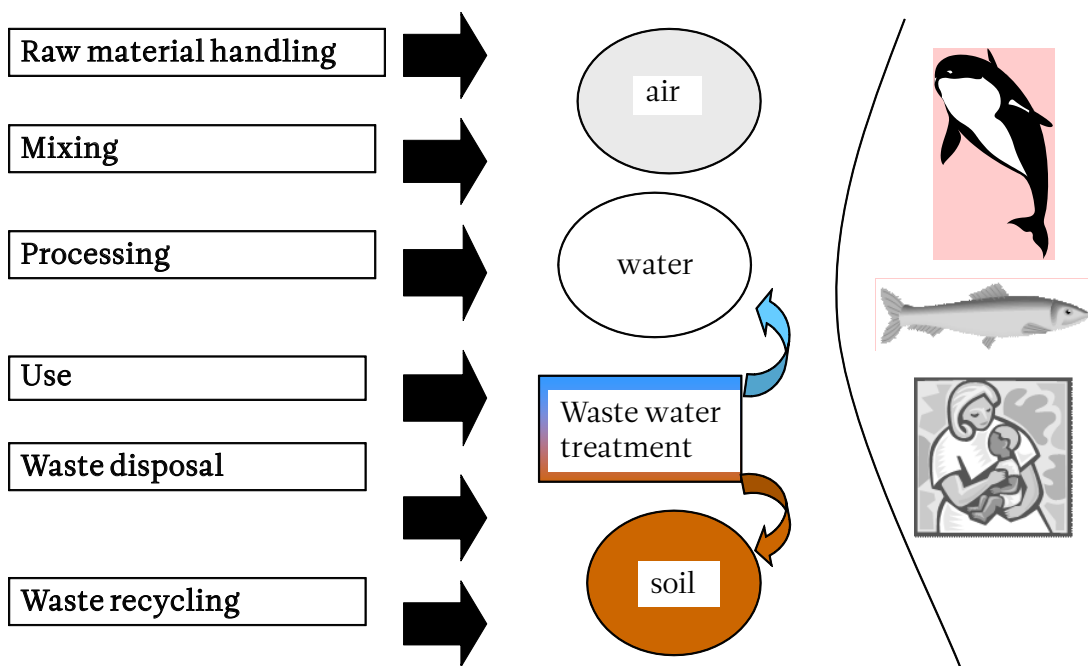 Raw material handling
Mixing
Processing
Use
Waste disposal
Waste recycling
air
water
Waste water
treatment
soil